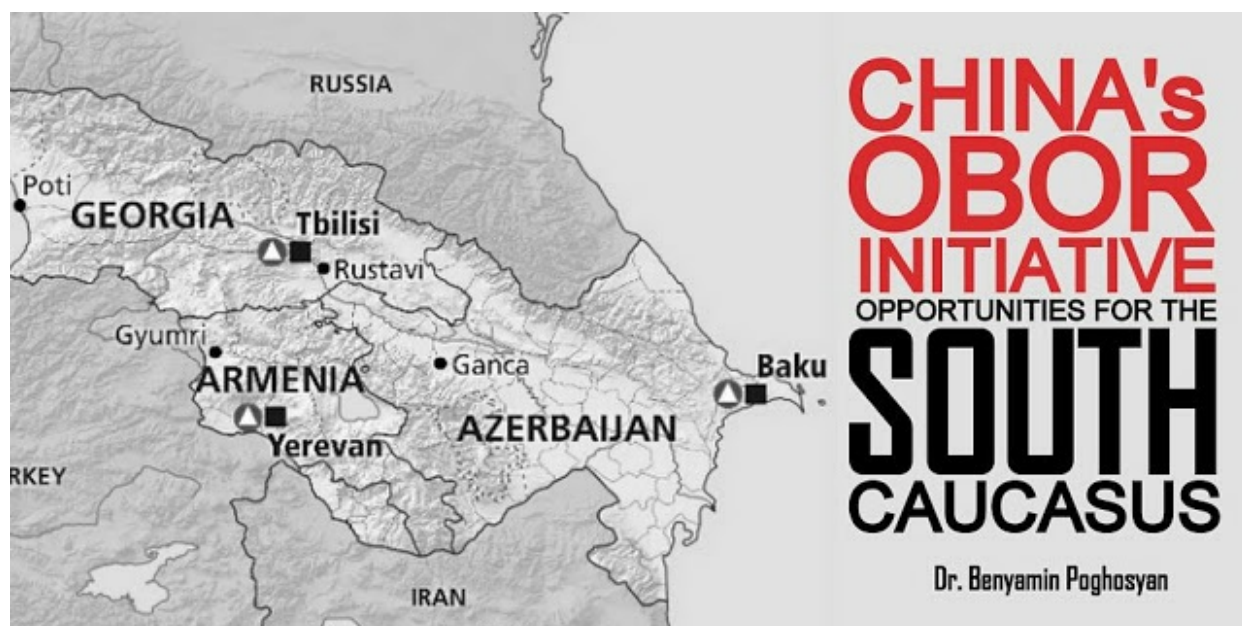 RUSSIA
Poti
GEORGIA
Tbilisi
Rustavi
Gyumri
ARMENIA
Ganca
Baku
Yerevan
AZERBAIJAN
RKEY
IRAN
CHINA's
OBOR
INITIATIVE
OPPORTUNITIES FOR THE
SOUTH
CAUCASUS
Dr. Benyamin Poghosyan